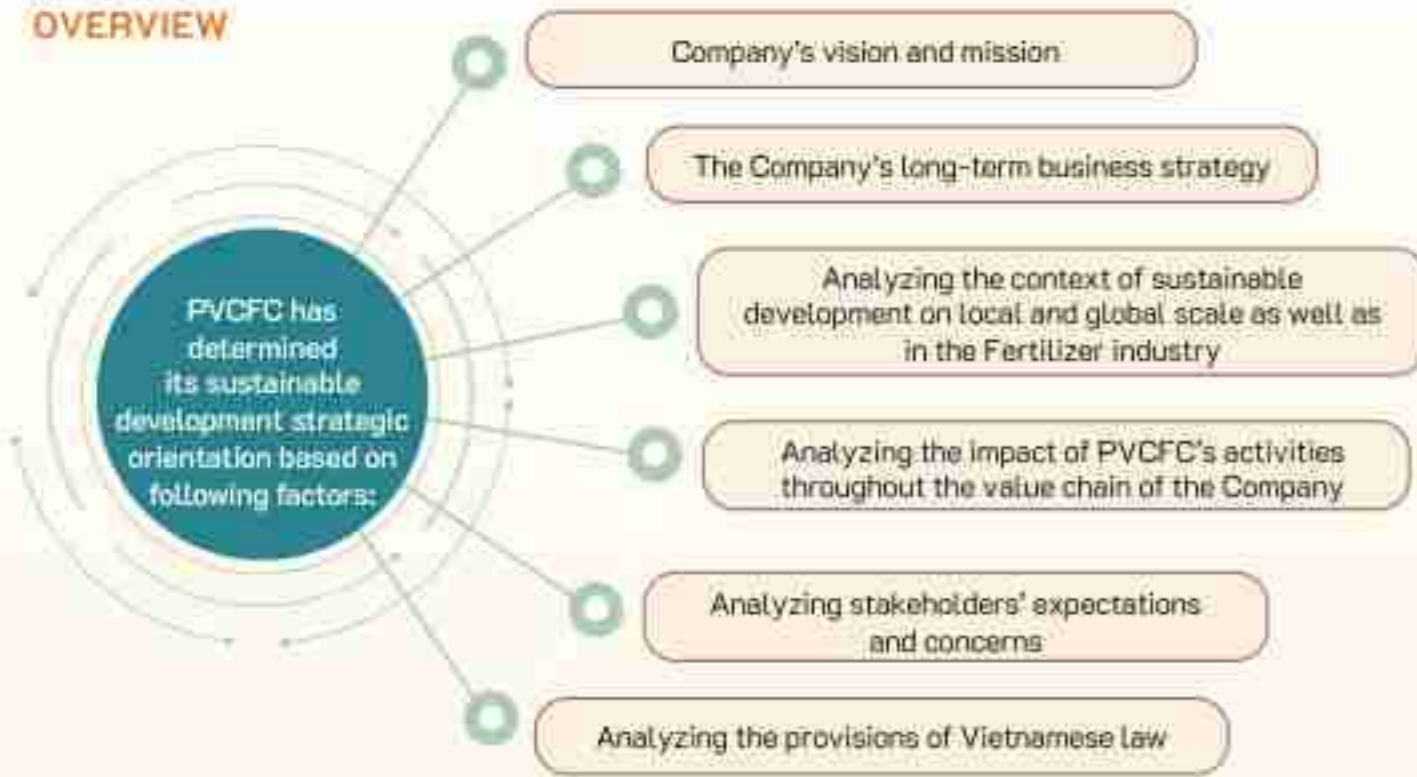 OVERVIEW
Company's vision and mission
The Company's long-term business strategy
PVCFC has
determined
its sustainable
development strategic
orientation based on
following factors:
Analyzing the context of sustainable
development on local and global scale as well as
in the Fertilizer industry
Analyzing the impact of PVCFC's activities
throughout the value chain of the Company
Analyzing stakeholders' expectations
and concerns
Analyzing the provisions of Vietnamese law